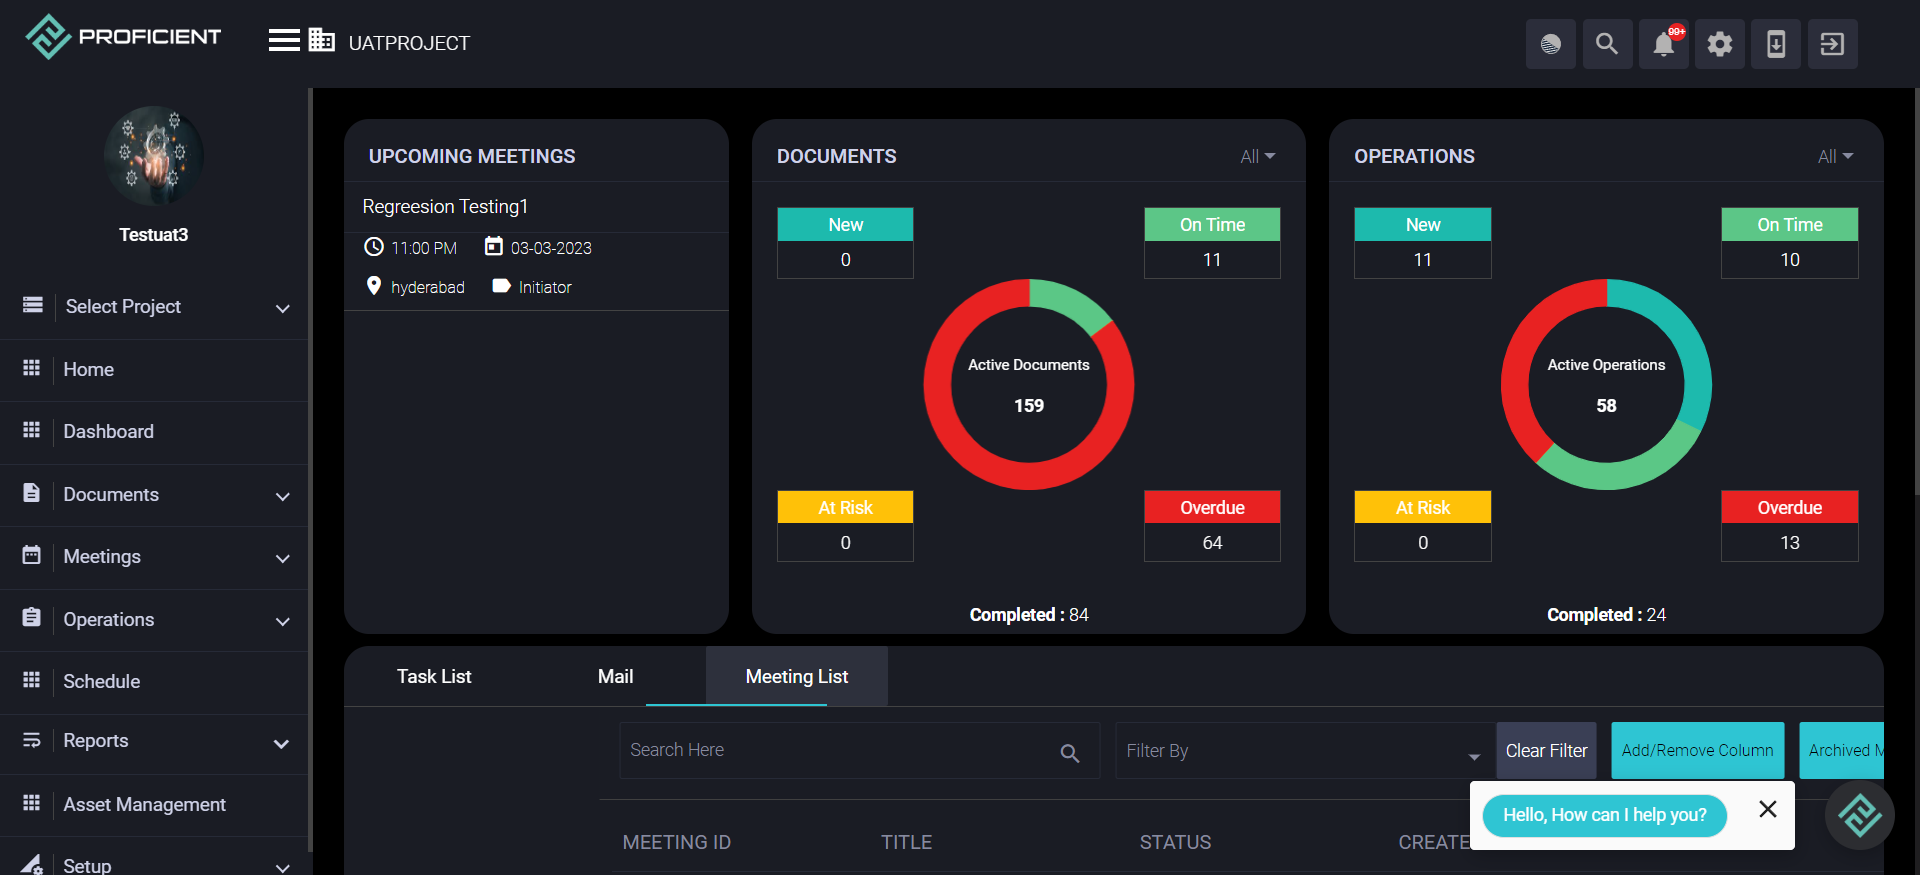 PROFICIENT
UATPROJECT
99+
Testuat3
Select Project
Home
Dashboard
Documents
Meetings
Operations
Schedule
Reports
Asset Management
Setup
UPCOMING MEETINGS
Regreesion Testing1
11:00 PM 03-03-2023
hyderabad Initiator
DOCUMENTS All
New
0
On Time
11
Active Documents
159
At Risk
0
Overdue
64
Completed : 84
OPERATIONS All
New
11
On Time
10
Active Operations
58
At Risk
0
Overdue
13
Completed : 24
Task List Mail Meeting List
Search Here Filter By Clear Filter Add/Remove Column Archived M
MEETING ID TITLE STATUS CREATE
Hello, How can I help you?